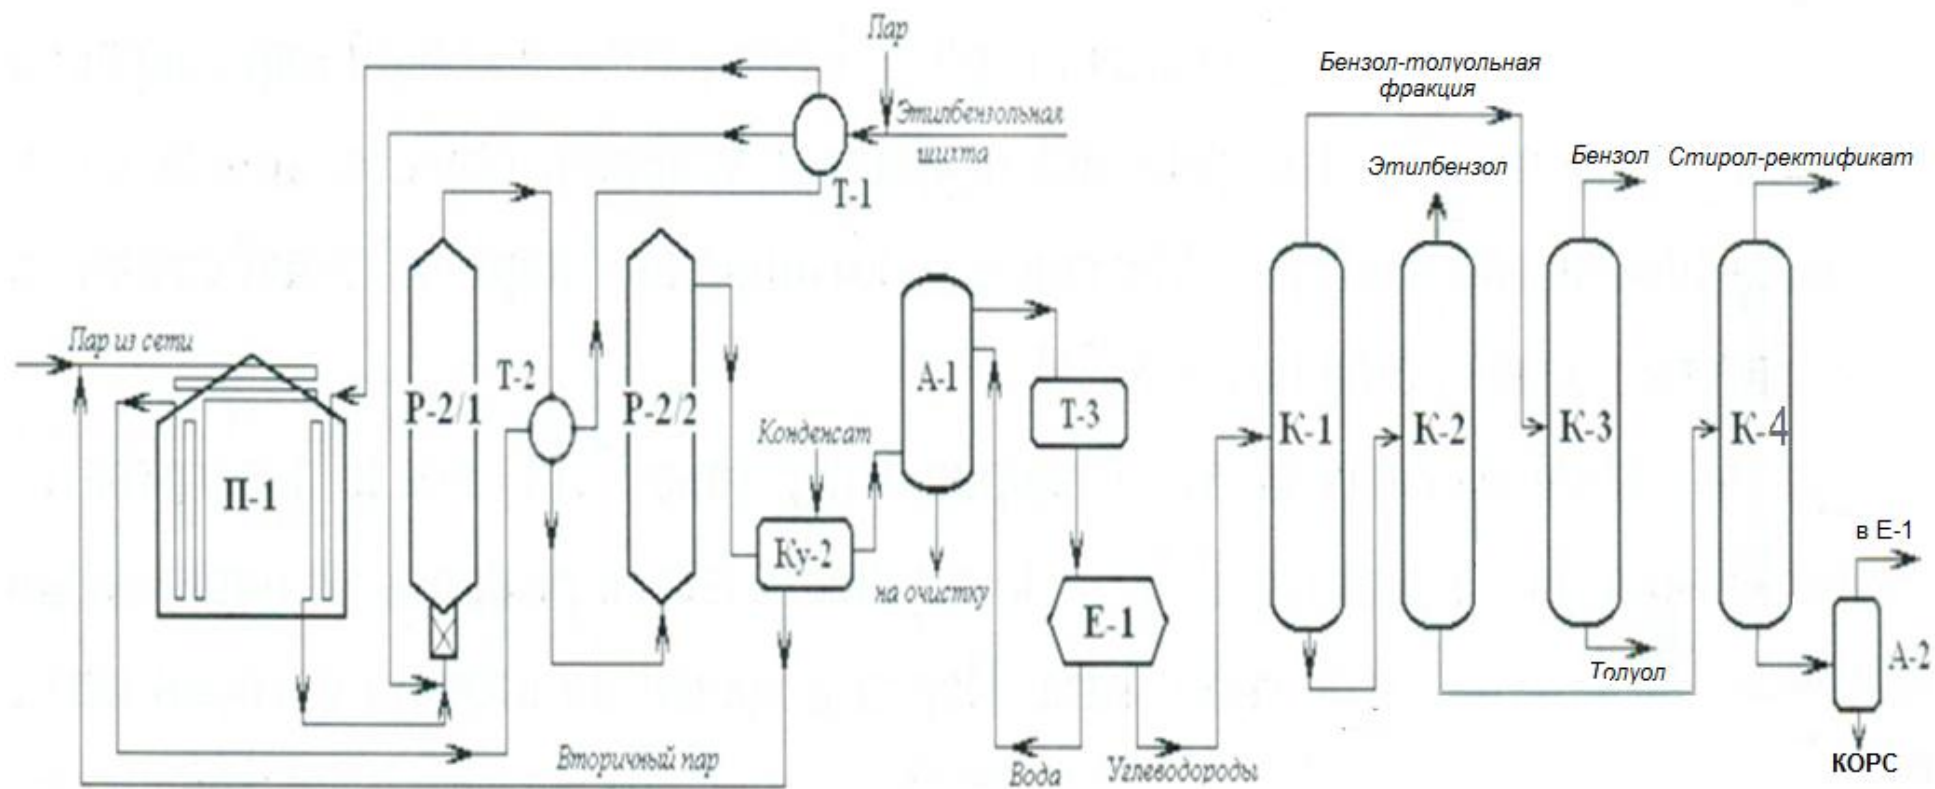 Пар
Этилбензольная
шихта
Т-1
Бензол-толуольная
фракция
Этилбензол
Бензол
Стирол-ректификат
Пар из сети
П-1
Р-2/1
Т-2
Р-2/2
Конденсат
Ку-2
А-1
на очистку
Т-3
Е-1
К-1
К-2
К-3
К-4
в Е-1
Толуол
А-2
КОРС
Вторичный пар
Вода
Углеводороды